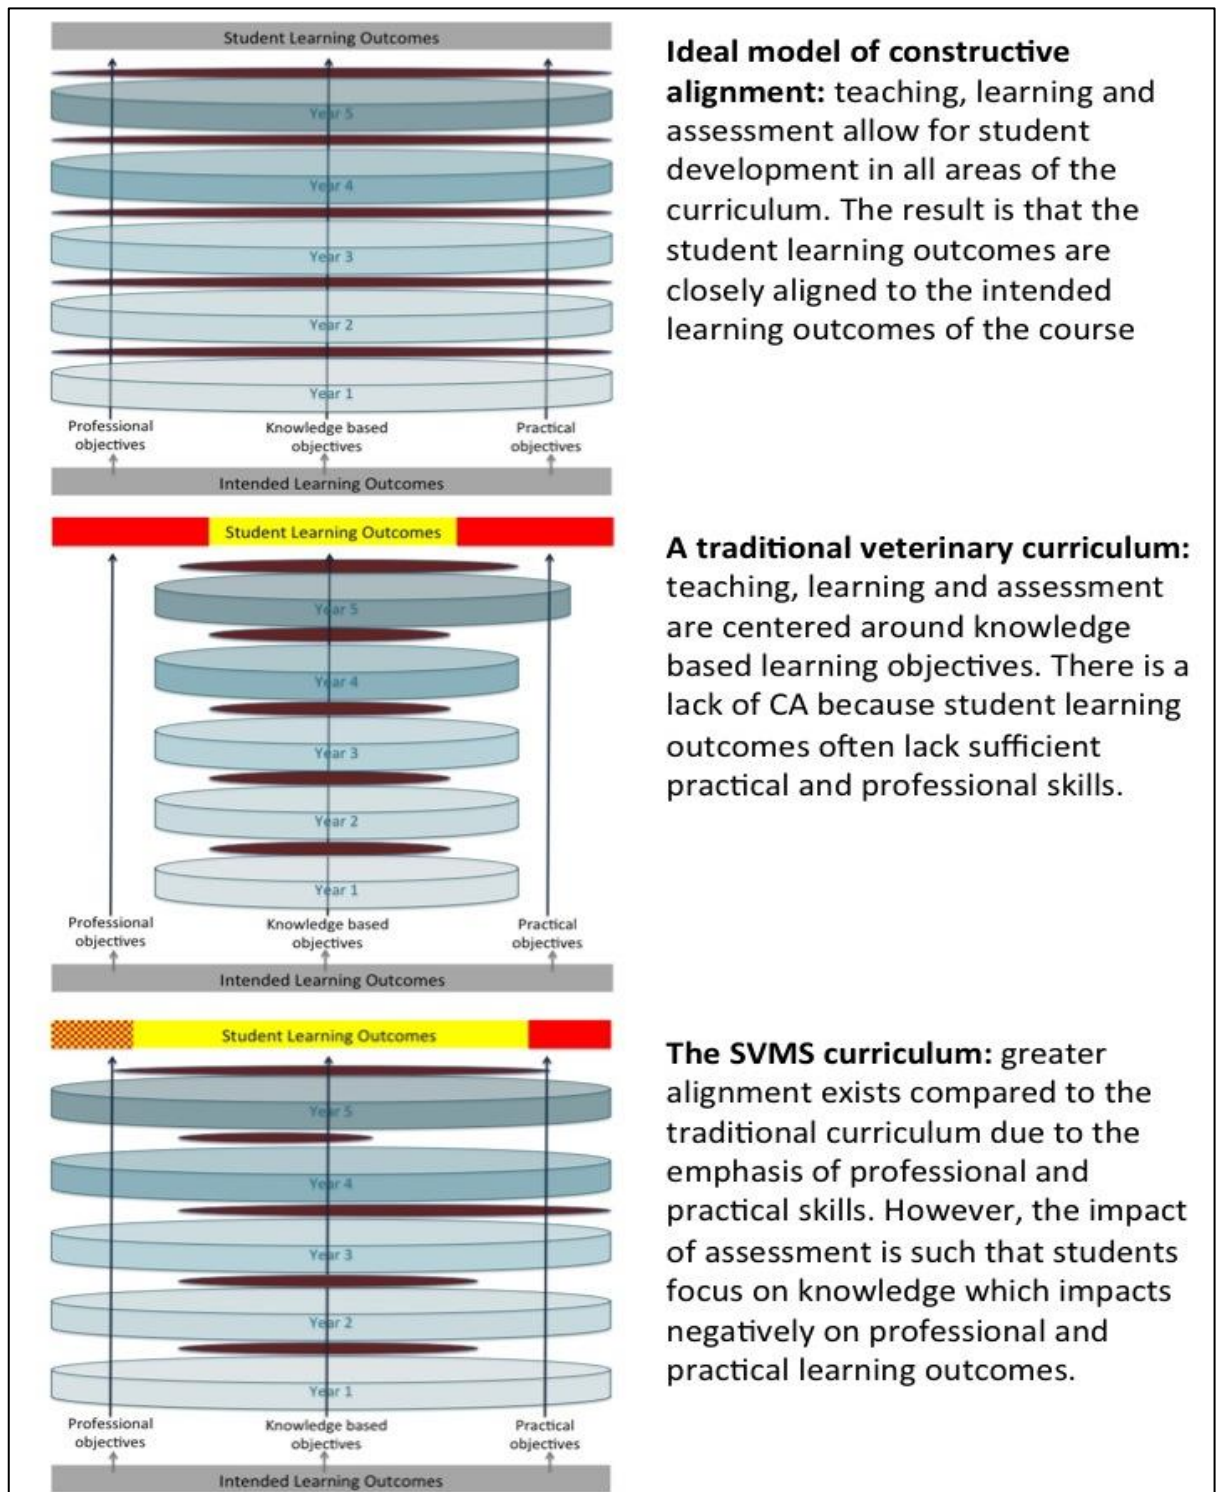 Student Learning Outcomes
Year 5
Year 4
Year 3
Year 2
Year 1
Professional
objectives
Knowledge based
objectives
Practical
objectives
Intended Learning Outcomes
Ideal model of constructive
alignment: teaching, learning and
assessment allow for student
development in all areas of the
curriculum. The result is that the
student learning outcomes are
closely aligned to the intended
learning outcomes of the course
Student Learning Outcomes
Year 5
Year 4
Year 3
Year 2
Year 1
Professional
objectives
Knowledge based
objectives
Practical
objectives
Intended Learning Outcomes
A traditional veterinary curriculum:
teaching, learning and assessment
are centered around knowledge
based learning objectives. There is a
lack of CA because student learning
outcomes often lack sufficient
practical and professional skills.
Student Learning Outcomes
Year 5
Year 4
Year 3
Year 2
Year 1
Professional
objectives
Knowledge based
objectives
Practical
objectives
Intended Learning Outcomes
The SVMS curriculum: greater
alignment exists compared to the
traditional curriculum due to the
emphasis of professional and
practical skills. However, the impact
of assessment is such that students
focus on knowledge which impacts
negatively on professional and
practical learning outcomes.